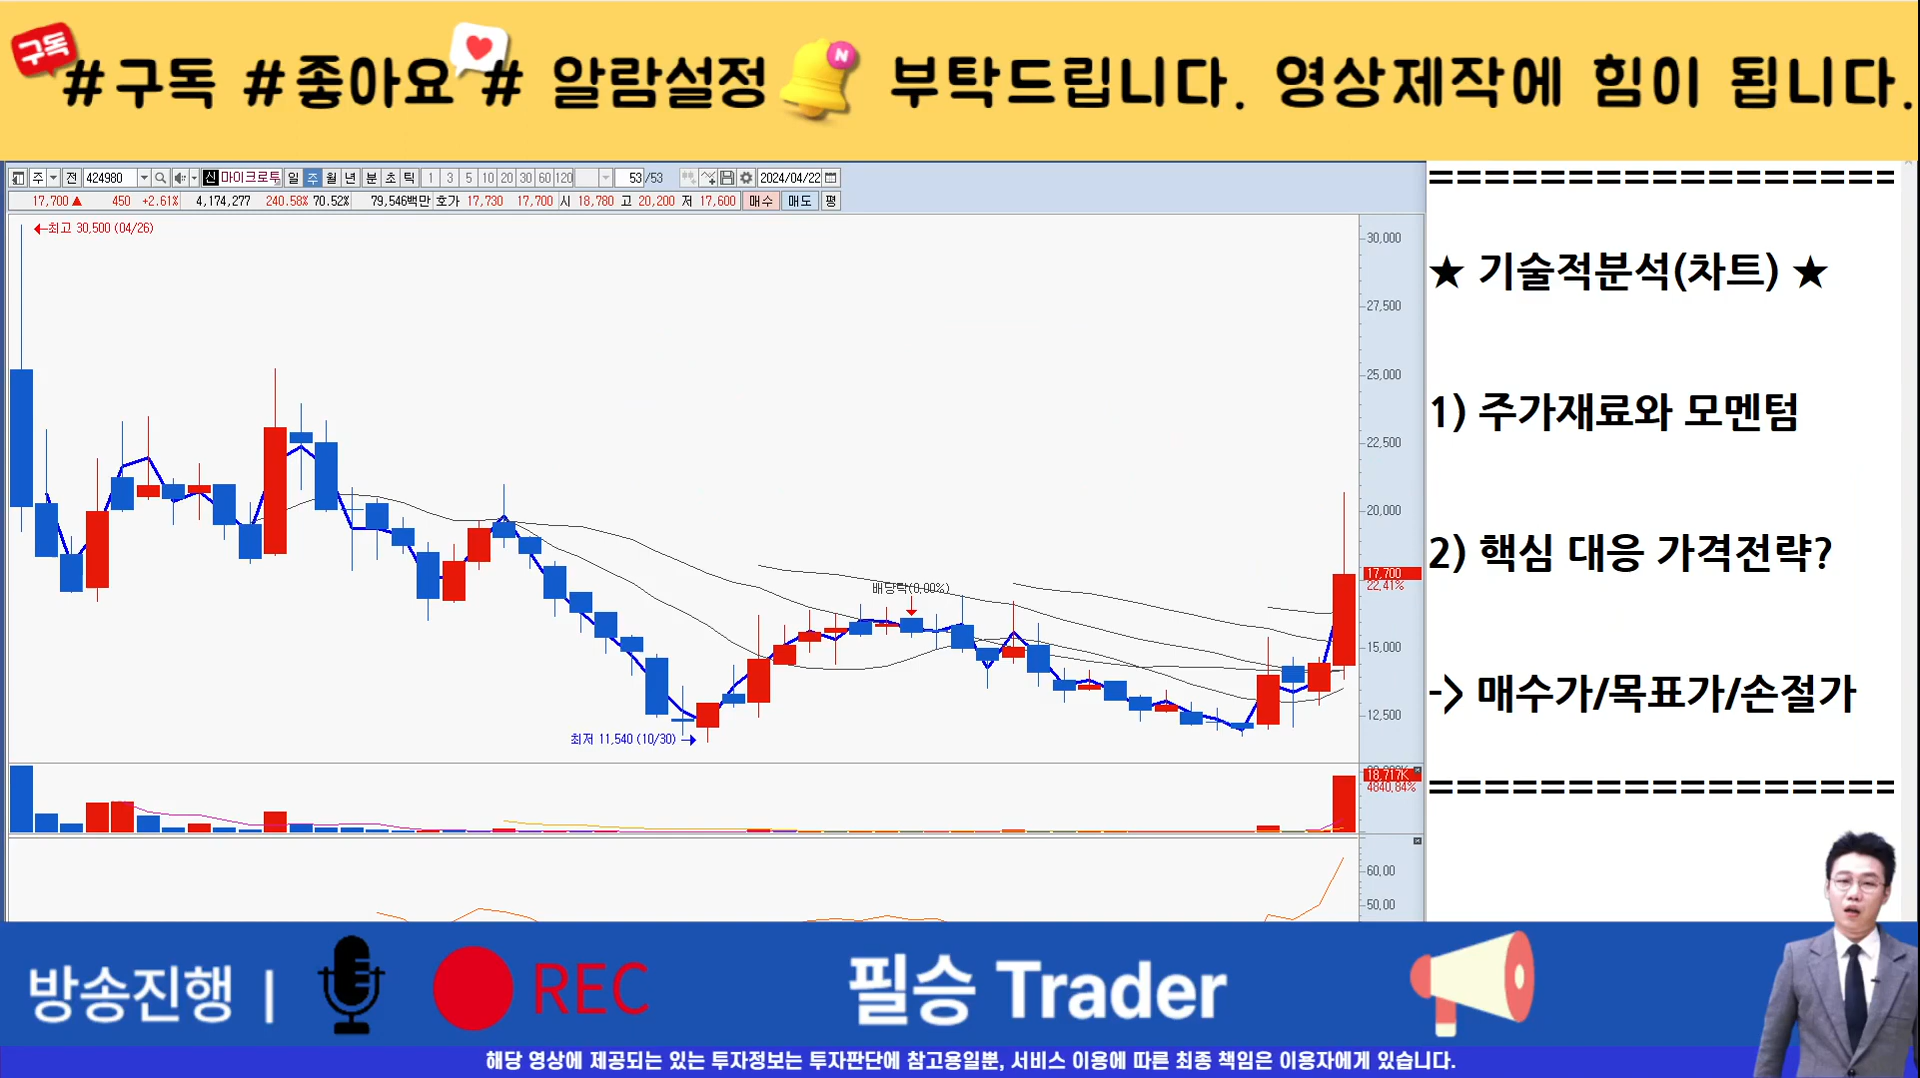 구독
#구독 #좋아요 # 알람설정 N 부탁드립니다. 영상제작에 힘이 됩니다.
주 전 424980 신 마이크로투 일 주 월 년 분 초 틱 1 3 5 10 20 30 60 120 53 /53 2024/04/22
17,700 ▲ 450 +2.61% 4,174,277 240.58% 70.52% 79,546백만 호가 17,730 17,700 시 18,780 고 20,200 저 17,600 매수 매도 평
←최고 30,500 (04/26)
30,000
27,500
25,000
22,500
20,000
17,700
22.41%
15,000
12,500
배당락(0.00%)
최저 11,540 (10/30) →
18,717K
4840.84%
60.00
50.00
==========================
★ 기술적분석(차트) ★
1) 주가재료와 모멘텀
2) 핵심 대응 가격전략?
-> 매수가/목표가/손절가
==========================
방송진행 | REC 필승 Trader
해당 영상에 제공되는 있는 투자정보는 투자판단에 참고용일뿐, 서비스 이용에 따른 최종 책임은 이용자에게 있습니다.